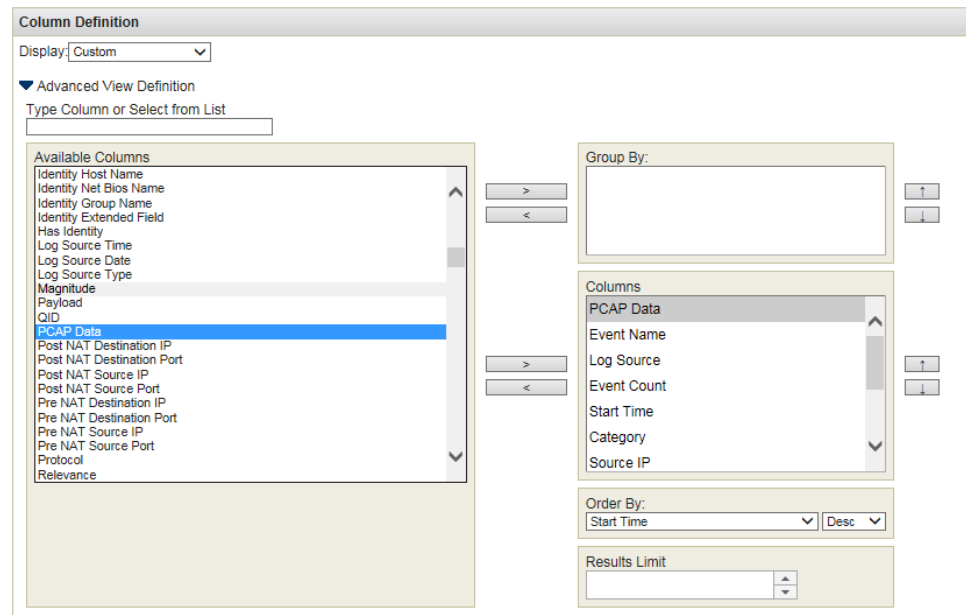 Column Definition
Display: Custom
Advanced View Definition
Type Column or Select from List
Available Columns
Identity Host Name
Identity Net Bios Name
Identity Group Name
Identity Extended Field
Has Identity
Log Source Time
Log Source Date
Log Source Type
Magnitude
Payload
QID
PCAP Data
Post NAT Destination IP
Post NAT Destination Port
Post NAT Source IP
Post NAT Source Port
Pre NAT Destination IP
Pre NAT Destination Port
Pre NAT Source IP
Pre NAT Source Port
Protocol
Relevance
>
<
>
<
Group By:
↑
↓
Columns
PCAP Data
Event Name
Log Source
Event Count
Start Time
Category
Source IP
↑
↓
Order By:
Start Time Desc
Results Limit